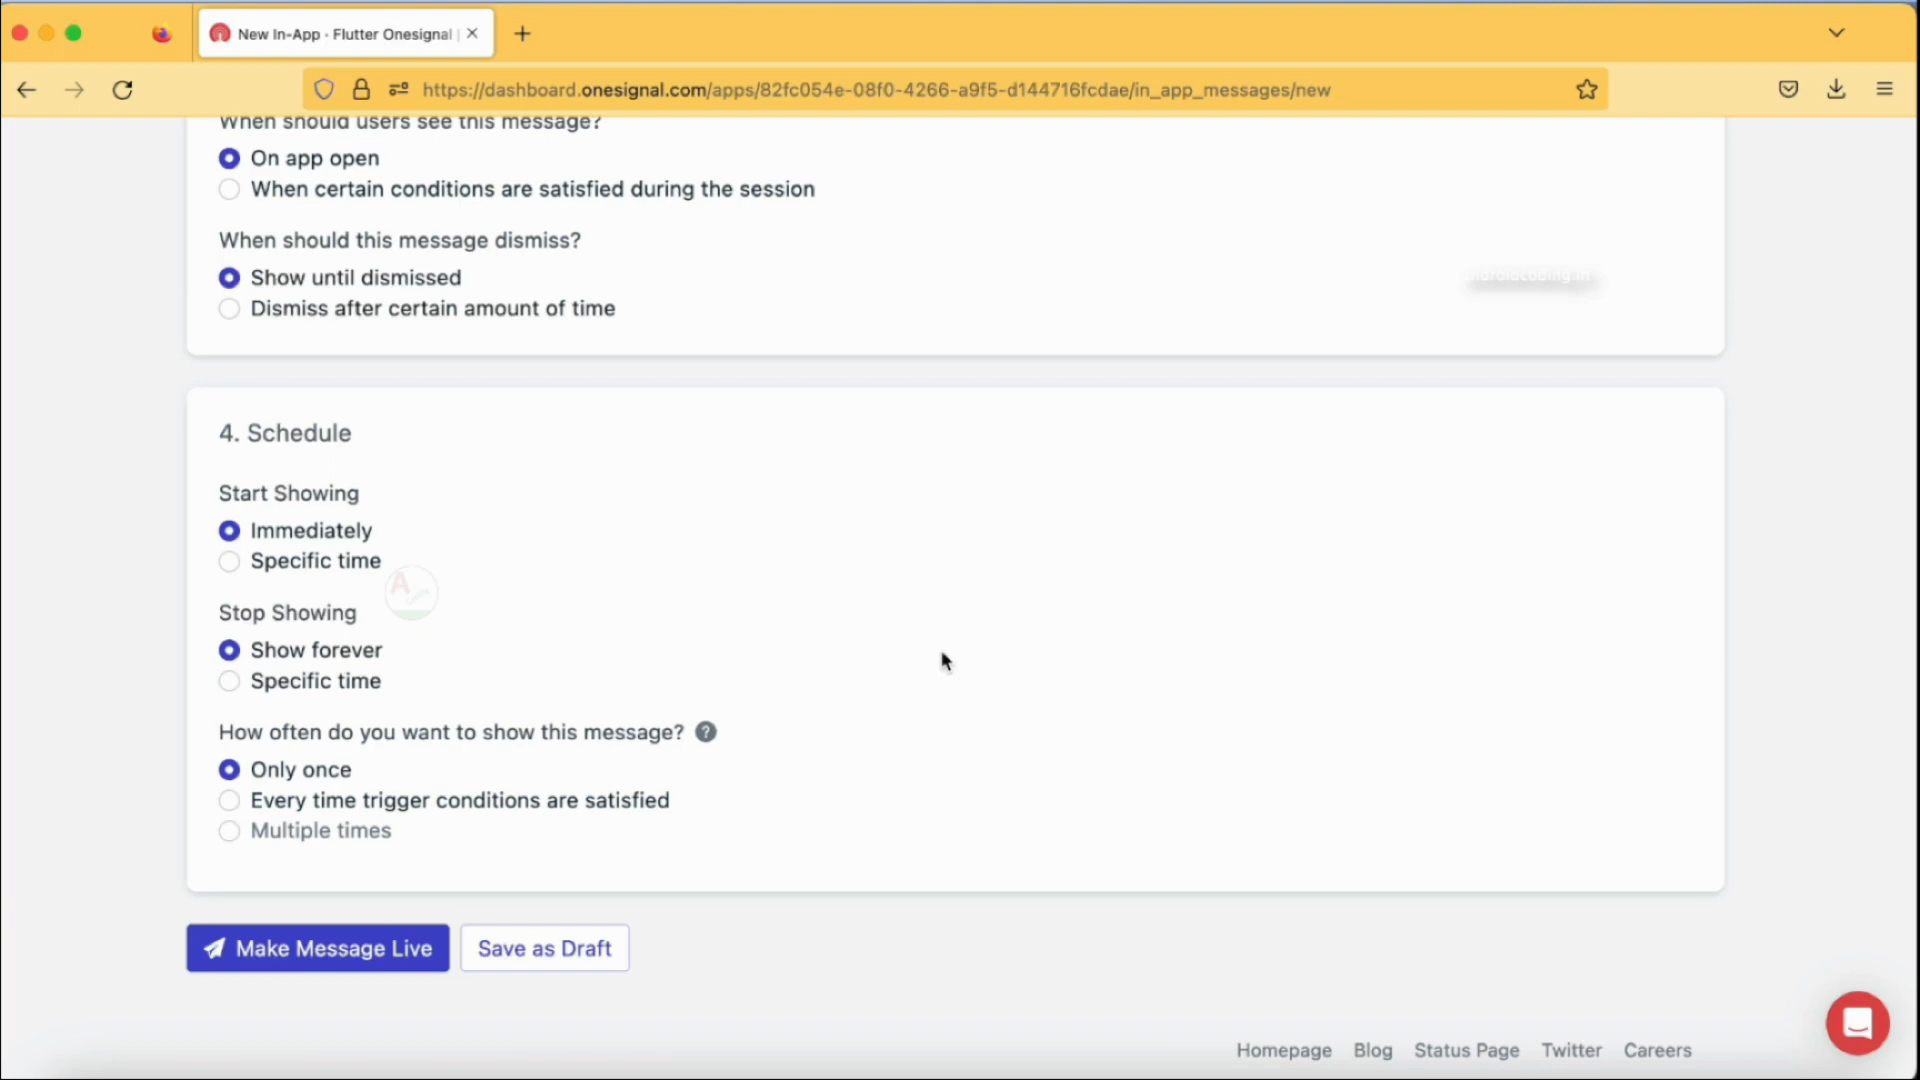 New In-App · Flutter Onesignal |
https://dashboard.onesignal.com/apps/82fc054e-08f0-4266-a9f5-d144716fcdae/in_app_messages/new
When should users see this message?
On app open
When certain conditions are satisfied during the session
When should this message dismiss?
Show until dismissed
Dismiss after certain amount of time
4. Schedule
Start Showing
Immediately
Specific time
Stop Showing
Show forever
Specific time
How often do you want to show this message? ?
Only once
Every time trigger conditions are satisfied
Multiple times
Make Message Live Save as Draft
Homepage Blog Status Page Twitter Careers